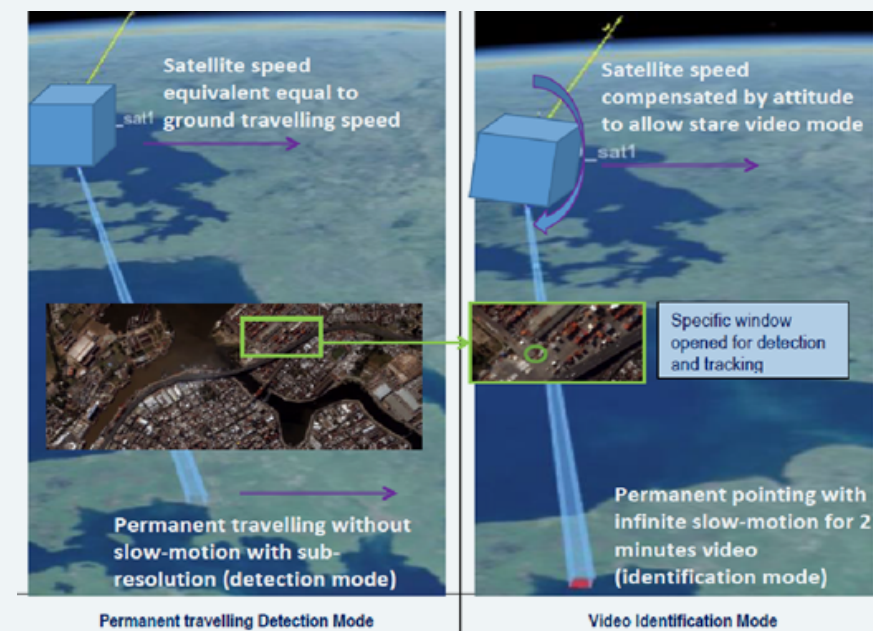 Satellite speed
equivalent equal to
ground travelling speed
_sat1
Permanent travelling without
slow-motion with sub-
resolution (detection mode)
Permanent travelling Detection Mode
Satellite speed
compensated by attitude
to allow stare video mode
_sat1
Specific window
opened for detection
and tracking
Permanent pointing with
infinite slow-motion for 2
minutes video
(identification mode)
Video Identification Mode